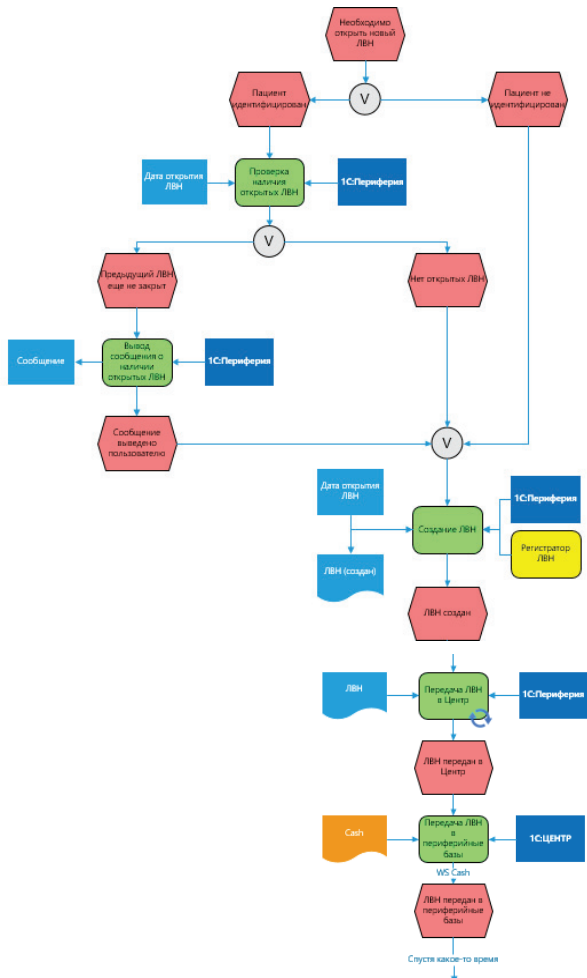 Необходимо
открыть новый
ЛВН
Пациент
идентифицирован
V
Пациент не
идентифицирован
Дата открытия
ЛВН
Проверка
наличия
открытых ЛВН
1С:Периферия
V
Предыдущий ЛВН
еще не закрыт
Нет открытых ЛВН
Сообщение
Вывод
сообщения о
наличии
открытых ЛВН
1С:Периферия
Сообщение
выведено
пользователю
V
Дата открытия
ЛВН
Создание ЛВН
1С:Периферия
Регистратор
ЛВН
ЛВН (создан)
ЛВН создан
ЛВН
Передача ЛВН
в Центр
1С:Периферия
ЛВН передан в
Центр
Cash
Передача ЛВН
в
периферийные
базы
1С:ЦЕНТР
WS Cash
ЛВН передан в
периферийные
базы
Спустя какое-то время